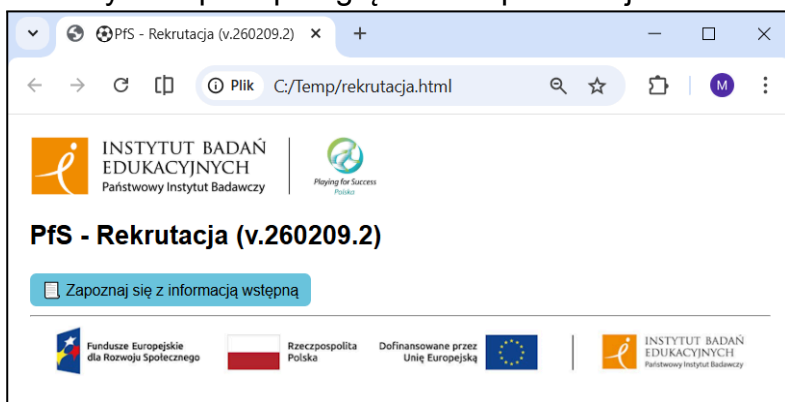 PfS - Rekrutacja (v.260209.2)
Plik C:/Temp/rekrutacja.html
M
INSTYTUT BADAŃ
EDUKACYJNYCH
Państwowy Instytut Badawczy
Playing for Success
Polska
PfS - Rekrutacja (v.260209.2)
Zapoznaj się z informacją wstępną
Fundusze Europejskie
dla Rozwoju Społecznego
Rzeczpospolita
Polska
Dofinansowane przez
Unię Europejską
INSTYTUT BADAŃ
EDUKACYJNYCH
Państwowy Instytut Badawczy